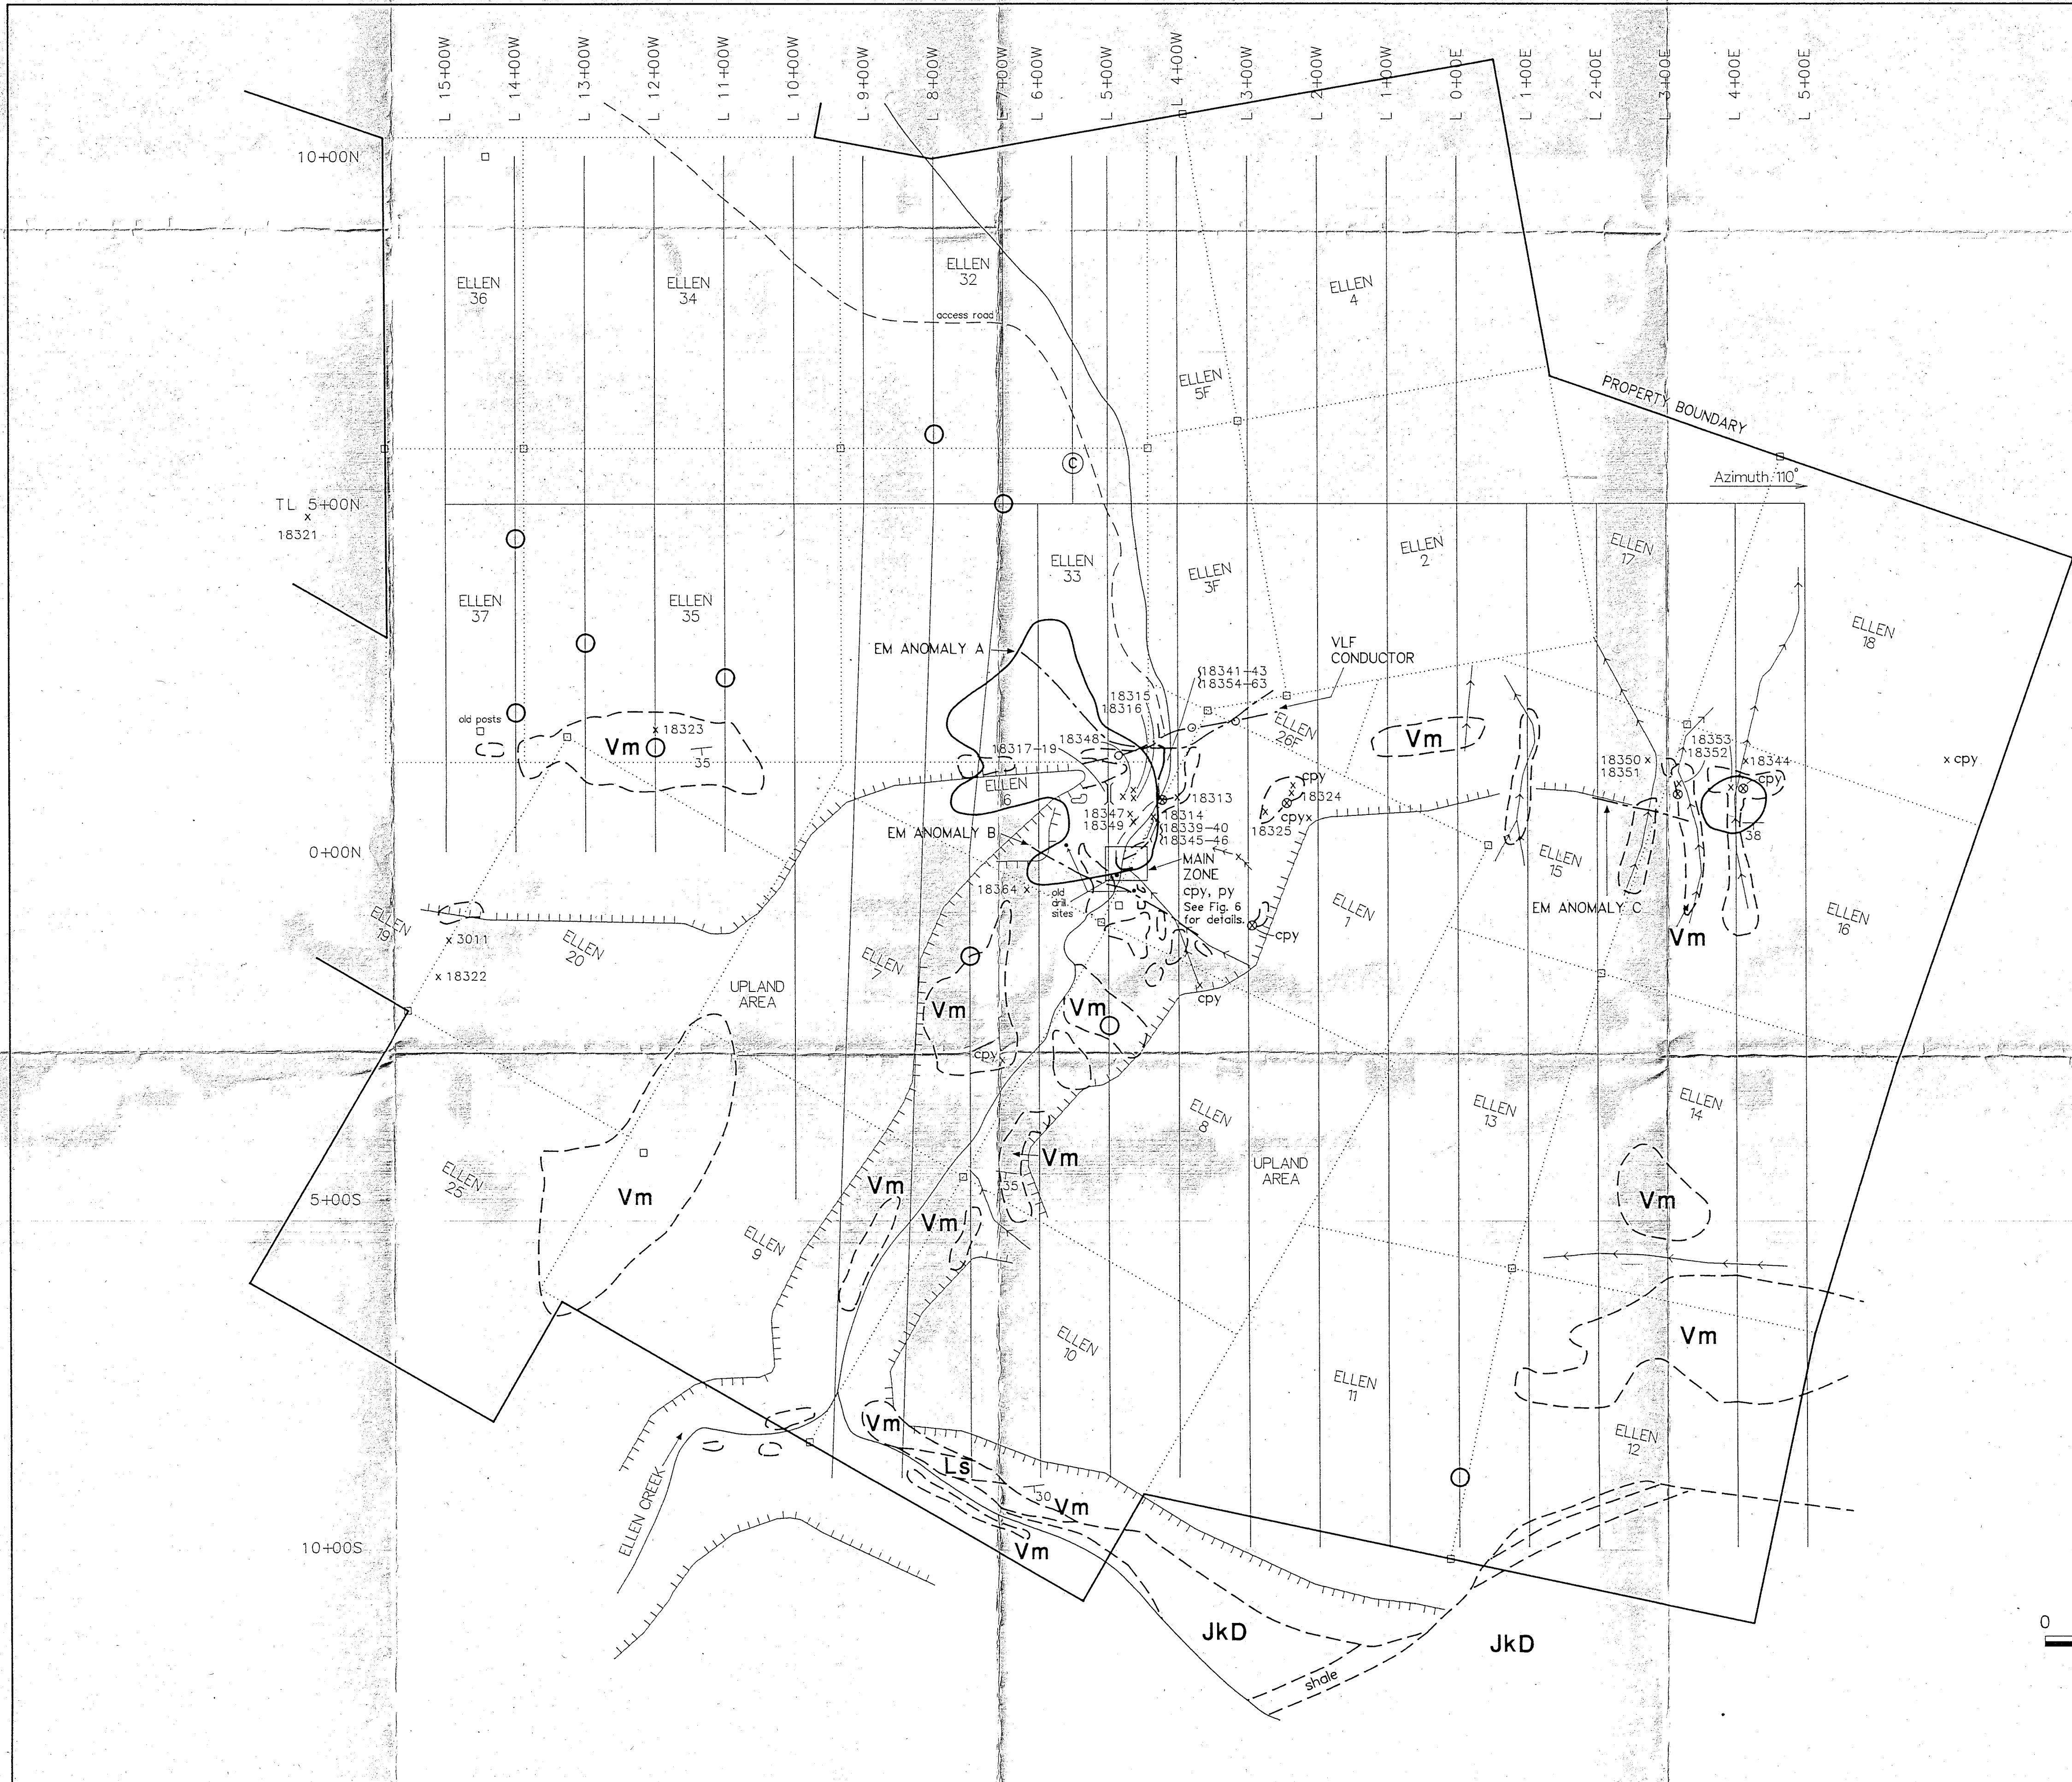 L 15+00W
L 14+00W
L 13+00W
L 12+00W
L 11+00W
L 10+00W
L 9+00W
L 8+00W
L 7+00W
L 6+00W
L 5+00W
L 4+00W
L 3+00W
L 2+00W
L 1+00W
L 0+00E
L 1+00E
L 2+00E
L 3+00E
L 4+00E
L 5+00E
10+00N
ELLEN
36
ELLEN
34
ELLEN
32
access road
ELLEN
4
ELLEN
5F
PROPERTY BOUNDARY
Azimuth 110°
C
TL 5+00N
x
18321
ELLEN
37
ELLEN
35
ELLEN
33
ELLEN
3F
ELLEN
2
ELLEN
17
ELLEN
18
EM ANOMALY A
VLF
CONDUCTOR
18341-43
18354-63
18315
18316
old posts
x18323
Vm
35
18317-19
18348
ELLEN
26F
Vm
18353
18352
18350x
18351
x18344
cpy
x cpy
ELLEN
6
cpy
18324
cpyx
18325
18313
18347x
18349
18314
18339-40
18345-46
EM ANOMALY B
38
0+00N
MAIN
ZONE
cpy, py
See Fig. 6
for details.
18364 x
old
drill
sites
ELLEN
15
EM ANOMALY C
ELLEN
1
ELLEN
16
ELLEN
19
x 3011
ELLEN
20
x 18322
ELLEN
7
cpy
Vm
UPLAND
AREA
Vm
Vm
cpy
cpy
ELLEN
8
ELLEN
13
ELLEN
14
ELLEN
25
Vm
UPLAND
AREA
5+00S
Vm
Vm
35
Vm
Vm
ELLEN
9
ELLEN
10
ELLEN
11
Vm
ELLEN
12
Vm
Ls
30
Vm
ELLEN CREEK
10+00S
Vm
JkD
JkD
shale
0